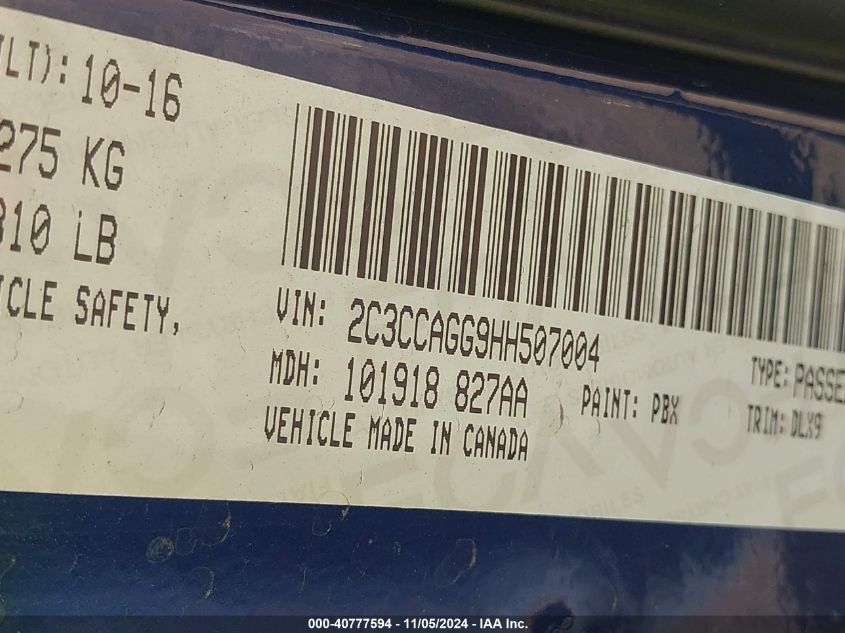 ILT): 10-16
275 KG
310 LB
ICLE SAFETY,
VIN: 2C3CCAGG9HH507004
MDH: 101918 827AA
PAINT: PBX
VEHICLE MADE IN CANADA
TYPE: PASSE
TRIM: DLX9
000-40777594 - 11/05/2024 - IAA Inc.